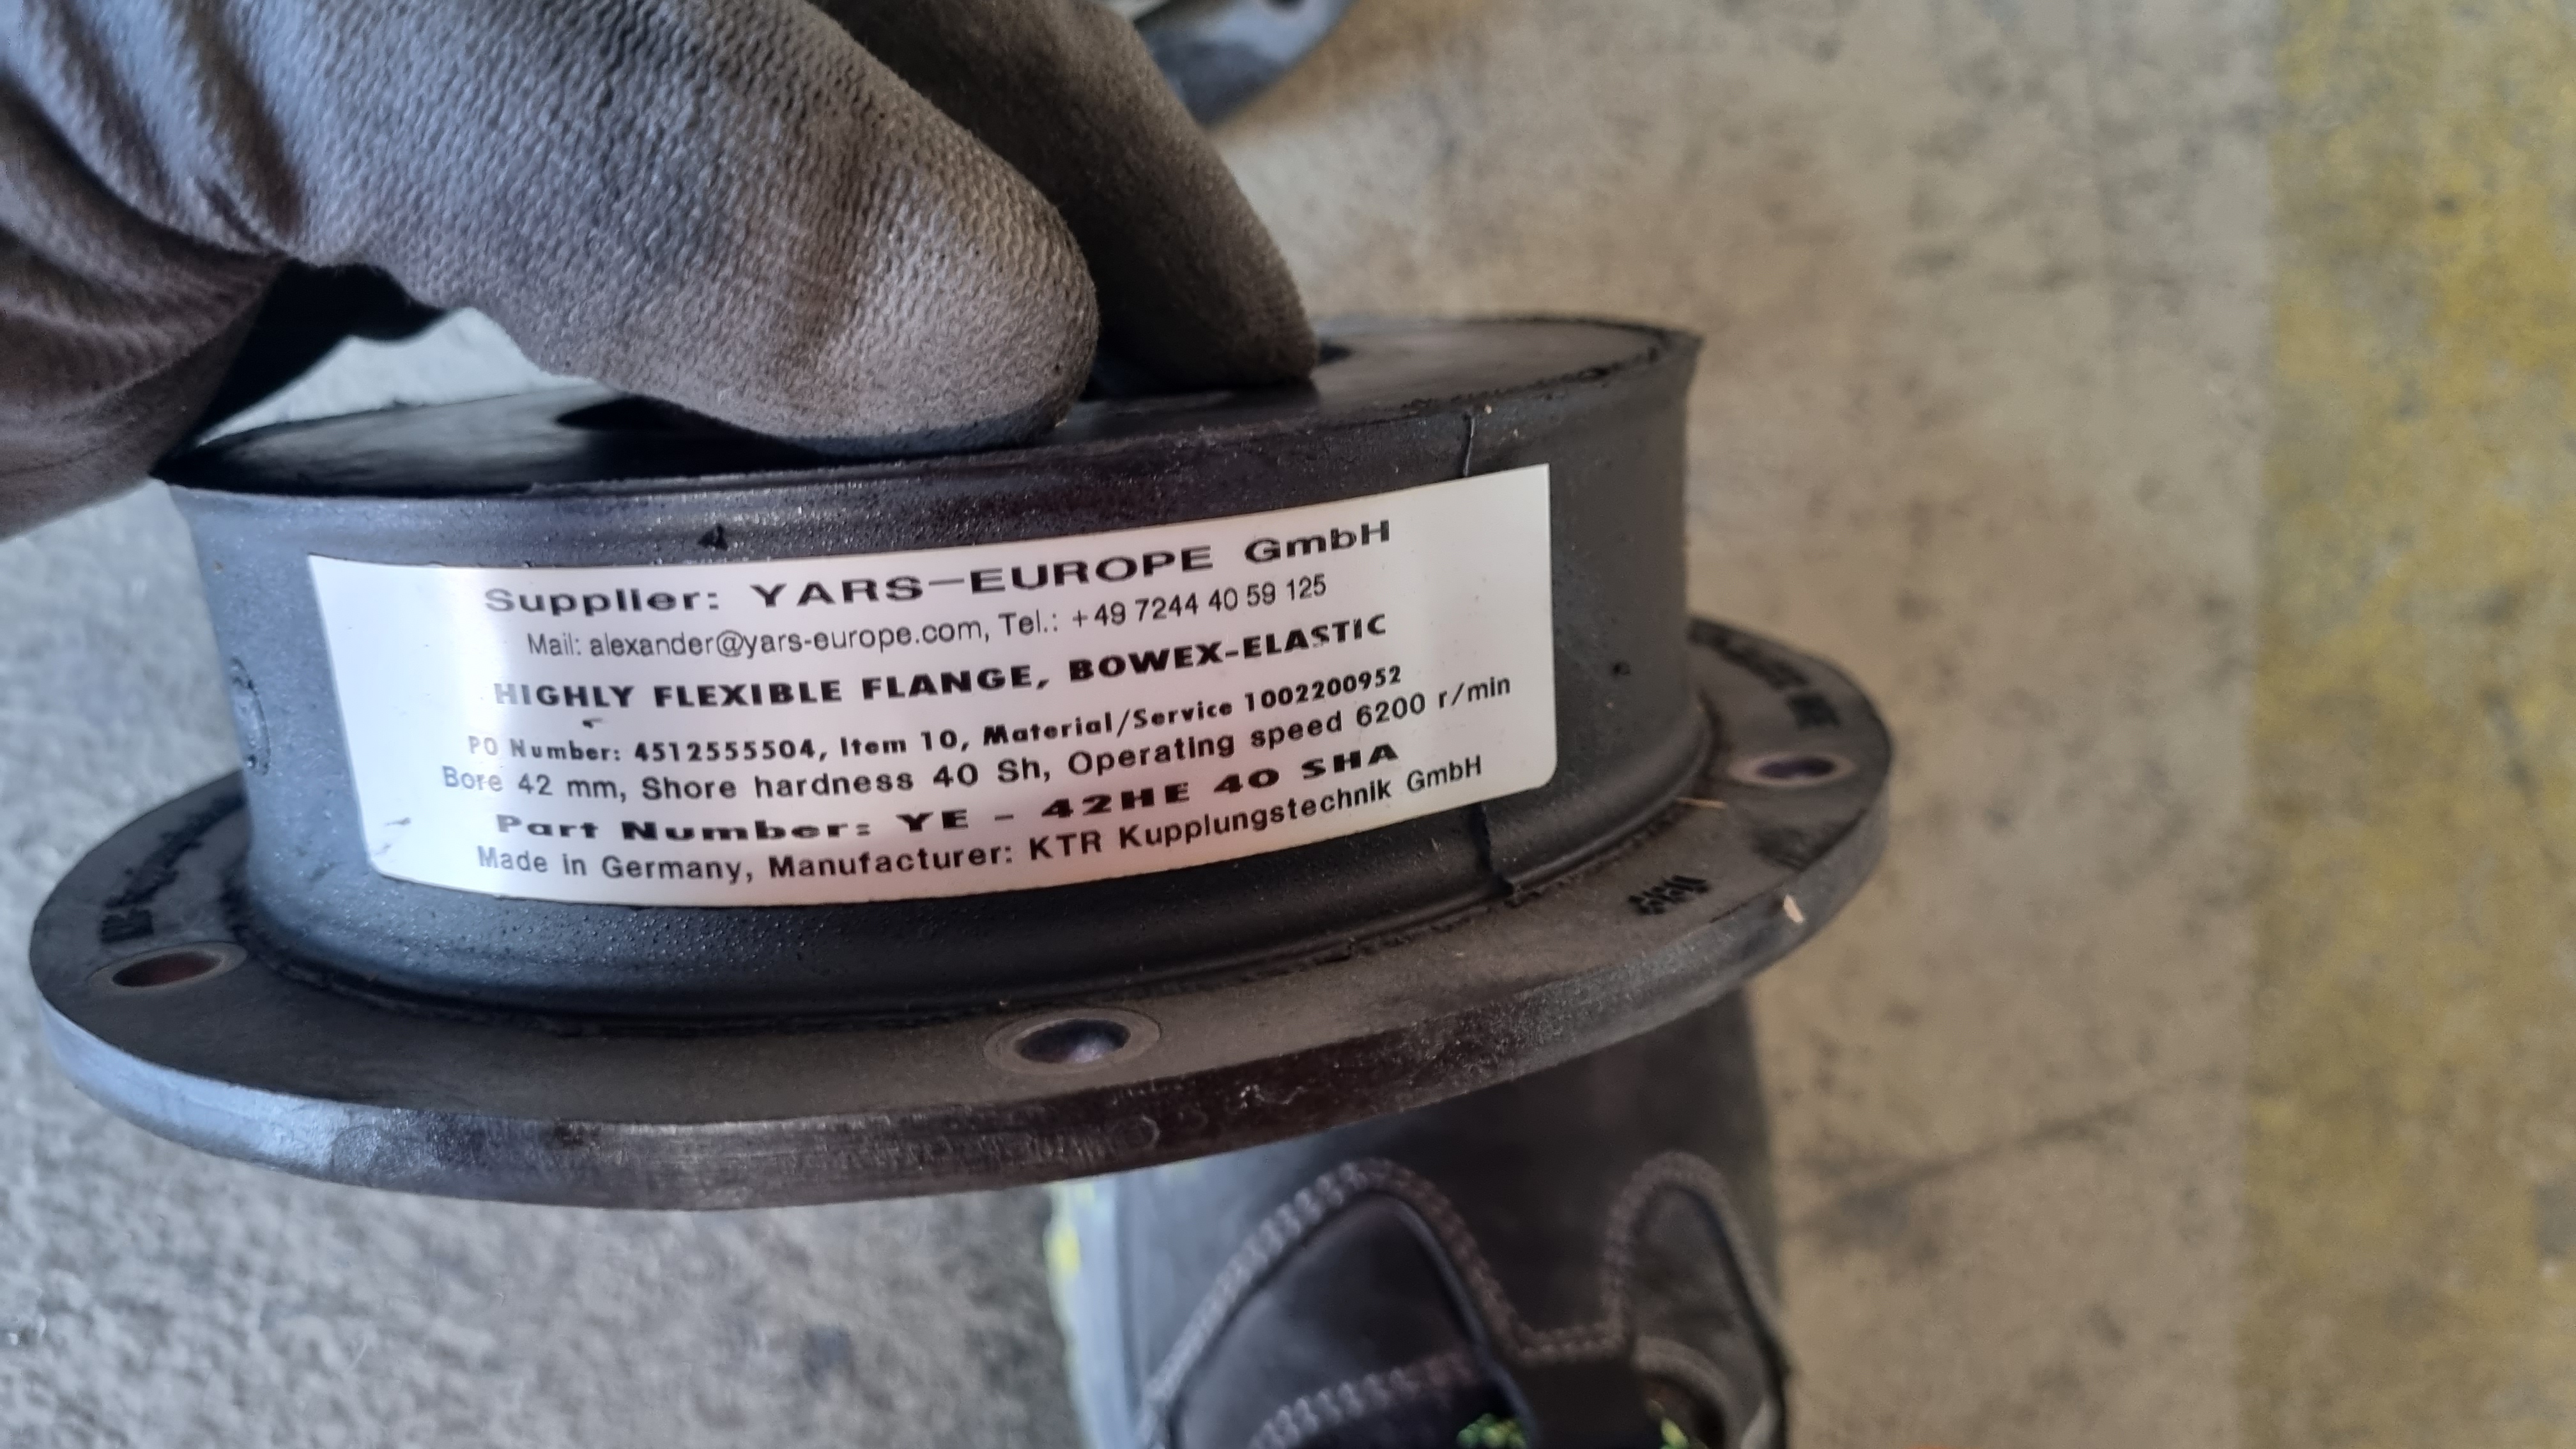 Supplier: YARS-EUROPE GmbH
Mail: alexander@yars-europe.com, Tel.: +49 7244 40 59 125
HIGHLY FLEXIBLE FLANGE, BOWEX-ELASTIC
PO Number: 4512555504, Item 10, Material/Service 1002200952
Bore 42 mm, Shore hardness 40 Sh, Operating speed 6200 r/min
Part Number: YE - 42HE 40 SHA
Made in Germany, Manufacturer: KTR Kupplungstechnik GmbH